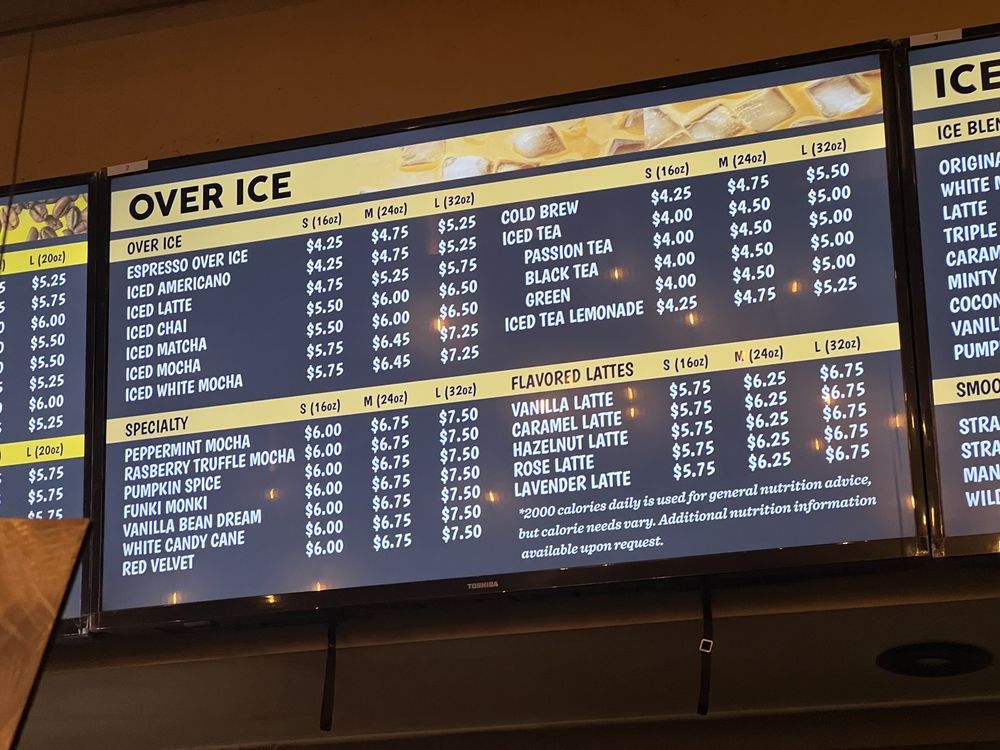 L (20oz)
$5.25
$5.75
$6.00
$5.50
$5.50
$5.25
$6.00
$5.25
L (20oz)
$5.75
$5.75
$5.75
OVER ICE
OVER ICE S (16oz) M (24oz) L (32oz)
ESPRESSO OVER ICE $4.25 $4.75 $5.25
ICED AMERICANO $4.25 $4.75 $5.25
ICED LATTE $4.75 $5.25 $5.75
ICED CHAI $5.50 $6.00 $6.50
ICED MATCHA $5.50 $6.00 $6.50
ICED MOCHA $5.75 $6.45 $7.25
ICED WHITE MOCHA $5.75 $6.45 $7.25
S (16oz) M (24oz) L (32oz)
COLD BREW $4.25 $4.75 $5.50
ICED TEA $4.00 $4.50 $5.00
PASSION TEA $4.00 $4.50 $5.00
BLACK TEA $4.00 $4.50 $5.00
GREEN $4.00 $4.50 $5.00
ICED TEA LEMONADE $4.25 $4.75 $5.25
SPECIALTY S (16oz) M (24oz) L (32oz)
PEPPERMINT MOCHA $6.00 $6.75 $7.50
RASBERRY TRUFFLE MOCHA $6.00 $6.75 $7.50
PUMPKIN SPICE $6.00 $6.75 $7.50
FUNKI MONKI $6.00 $6.75 $7.50
VANILLA BEAN DREAM $6.00 $6.75 $7.50
WHITE CANDY CANE $6.00 $6.75 $7.50
RED VELVET $6.00 $6.75 $7.50
FLAVORED LATTES S (16oz) M (24oz) L (32oz)
VANILLA LATTE $5.75 $6.25 $6.75
CARAMEL LATTE $5.75 $6.25 $6.75
HAZELNUT LATTE $5.75 $6.25 $6.75
ROSE LATTE $5.75 $6.25 $6.75
LAVENDER LATTE $5.75 $6.25 $6.75
*2000 calories daily is used for general nutrition advice,
but calorie needs vary. Additional nutrition information
available upon request.
TOSHIBA
ICE
ICE BLEN
ORIGINA
WHITE M
LATTE
TRIPLE
CARAM
MINTY
COCON
VANIL
PUMP
SMOO
STRA
STRA
MAN
WILD